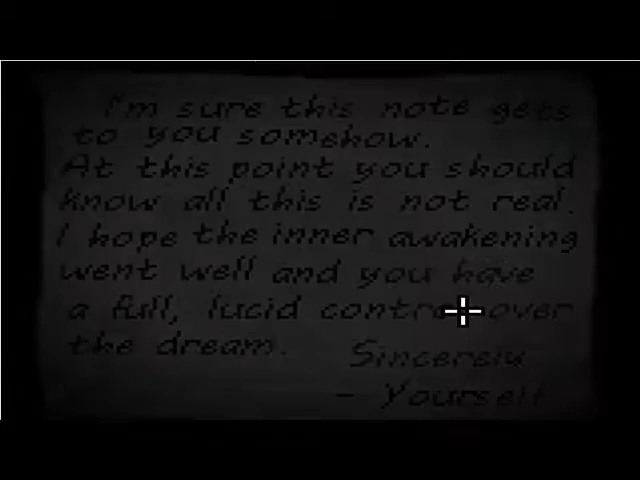 I'm sure this note gets
to you somehow.
At this point you should
know all this is not real.
I hope the inner awakening
went well and you have
a full, lucid control over
the dream.
Sincerely
- Yourself